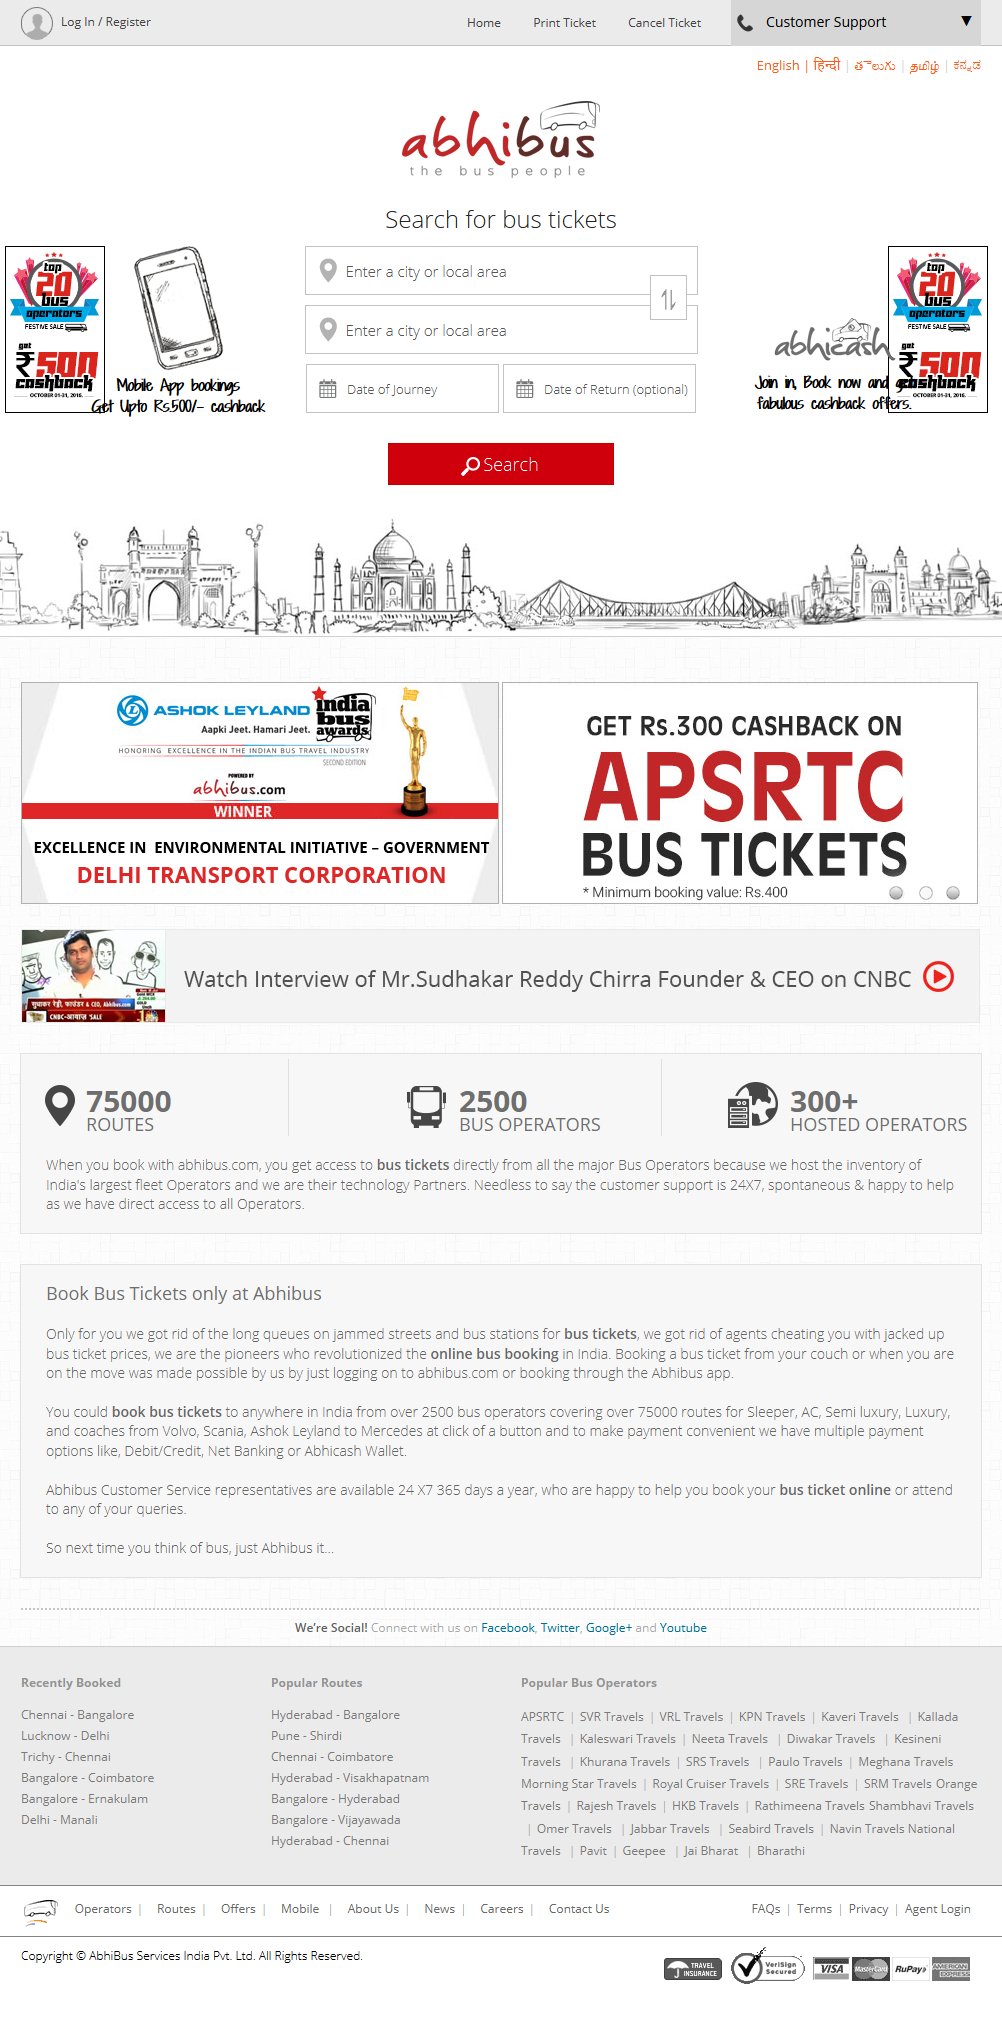 Log In / Register
Home
Print Ticket
Cancel Ticket
Customer Support
English | हिन्दी | తెలుగు | தமிழ் | ಕನ್ನಡ
abhibus
the bus people
Search for bus tickets
top
20
bus
operators
FESTIVE SALE
get
₹500
cashback
OCTOBER 01-31, 2016.
Mobile App bookings
Get Upto Rs.500/- cashback
Enter a city or local area
Enter a city or local area
Date of Journey
Date of Return (optional)
Search
abhicash
Join in, Book now and get
fabulous cashback offers.
top
20
bus
operators
FESTIVE SALE
get
₹500
cashback
OCTOBER 01-31, 2016.
ASHOK LEYLAND
Aapki Jeet. Hamari Jeet.
india
bus
awards
HONORING EXCELLENCE IN THE INDIAN BUS TRAVEL INDUSTRY
SECOND EDITION
POWERED BY
abhibus.com
WINNER
EXCELLENCE IN ENVIRONMENTAL INITIATIVE – GOVERNMENT
DELHI TRANSPORT CORPORATION
GET Rs.300 CASHBACK ON
APSRTC
BUS TICKETS
* Minimum booking value: Rs.400
सुधाकर रेड्डी, फाउंडर & CEO, Abhibus.com
CNBC-आवाज़ 'SALE
Watch Interview of Mr.Sudhakar Reddy Chirra Founder & CEO on CNBC
75000
ROUTES
2500
BUS OPERATORS
300+
HOSTED OPERATORS
When you book with abhibus.com, you get access to bus tickets directly from all the major Bus Operators because we host the inventory of
India's largest fleet Operators and we are their technology Partners. Needless to say the customer support is 24X7, spontaneous & happy to help
as we have direct access to all Operators.
Book Bus Tickets only at Abhibus
Only for you we got rid of the long queues on jammed streets and bus stations for bus tickets, we got rid of agents cheating you with jacked up
bus ticket prices, we are the pioneers who revolutionized the online bus booking in India. Booking a bus ticket from your couch or when you are
on the move was made possible by us by just logging on to abhibus.com or booking through the Abhibus app.
You could book bus tickets to anywhere in India from over 2500 bus operators covering over 75000 routes for Sleeper, AC, Semi luxury, Luxury,
and coaches from Volvo, Scania, Ashok Leyland to Mercedes at click of a button and to make payment convenient we have multiple payment
options like, Debit/Credit, Net Banking or Abhicash Wallet.
Abhibus Customer Service representatives are available 24 X7 365 days a year, who are happy to help you book your bus ticket online or attend
to any of your queries.
So next time you think of bus, just Abhibus it...
We're Social! Connect with us on Facebook, Twitter, Google+ and Youtube
Recently Booked
Chennai - Bangalore
Lucknow - Delhi
Trichy - Chennai
Bangalore - Coimbatore
Bangalore - Ernakulam
Delhi - Manali
Popular Routes
Hyderabad - Bangalore
Pune - Shirdi
Chennai - Coimbatore
Hyderabad - Visakhapatnam
Bangalore - Hyderabad
Bangalore - Vijayawada
Hyderabad - Chennai
Popular Bus Operators
APSRTC | SVR Travels | VRL Travels | KPN Travels | Kaveri Travels | Kallada
Travels | Kaleswari Travels | Neeta Travels | Diwakar Travels | Kesineni
Travels | Khurana Travels | SRS Travels | Paulo Travels | Meghana Travels
Morning Star Travels | Royal Cruiser Travels | SRE Travels | SRM Travels Orange
Travels | Rajesh Travels | HKB Travels | Rathimeena Travels Shambhavi Travels
| Omer Travels | Jabbar Travels | Seabird Travels | Navin Travels National
Travels | Pavit | Geepee | Jai Bharat | Bharathi
Operators | Routes | Offers | Mobile | About Us | News | Careers | Contact Us
FAQs | Terms | Privacy | Agent Login
Copyright © AbhiBus Services India Pvt. Ltd. All Rights Reserved.
TRAVEL
INSURANCE
VeriSign
Secured
VISA
MasterCard
RuPay
AMERICAN
EXPRESS